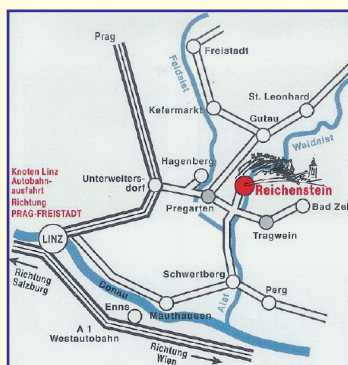 Prag
Freistadt
Feldaist
St. Leonhard
Kefermarkt
Gutau
Waldaist
Knoten Linz
Autobahn-
ausfahrt
Richtung
PRAG-FREISTADT
Hagenberg
Unterweiters-
dorf
Reichenstein
Pregarten
Bad Zel
Tragwein
LINZ
Schwertberg
Richtung
Salzburg
Donau
Enns
Mauthausen
Aist
Perg
A 1
Westautobahn
Richtung
Wien